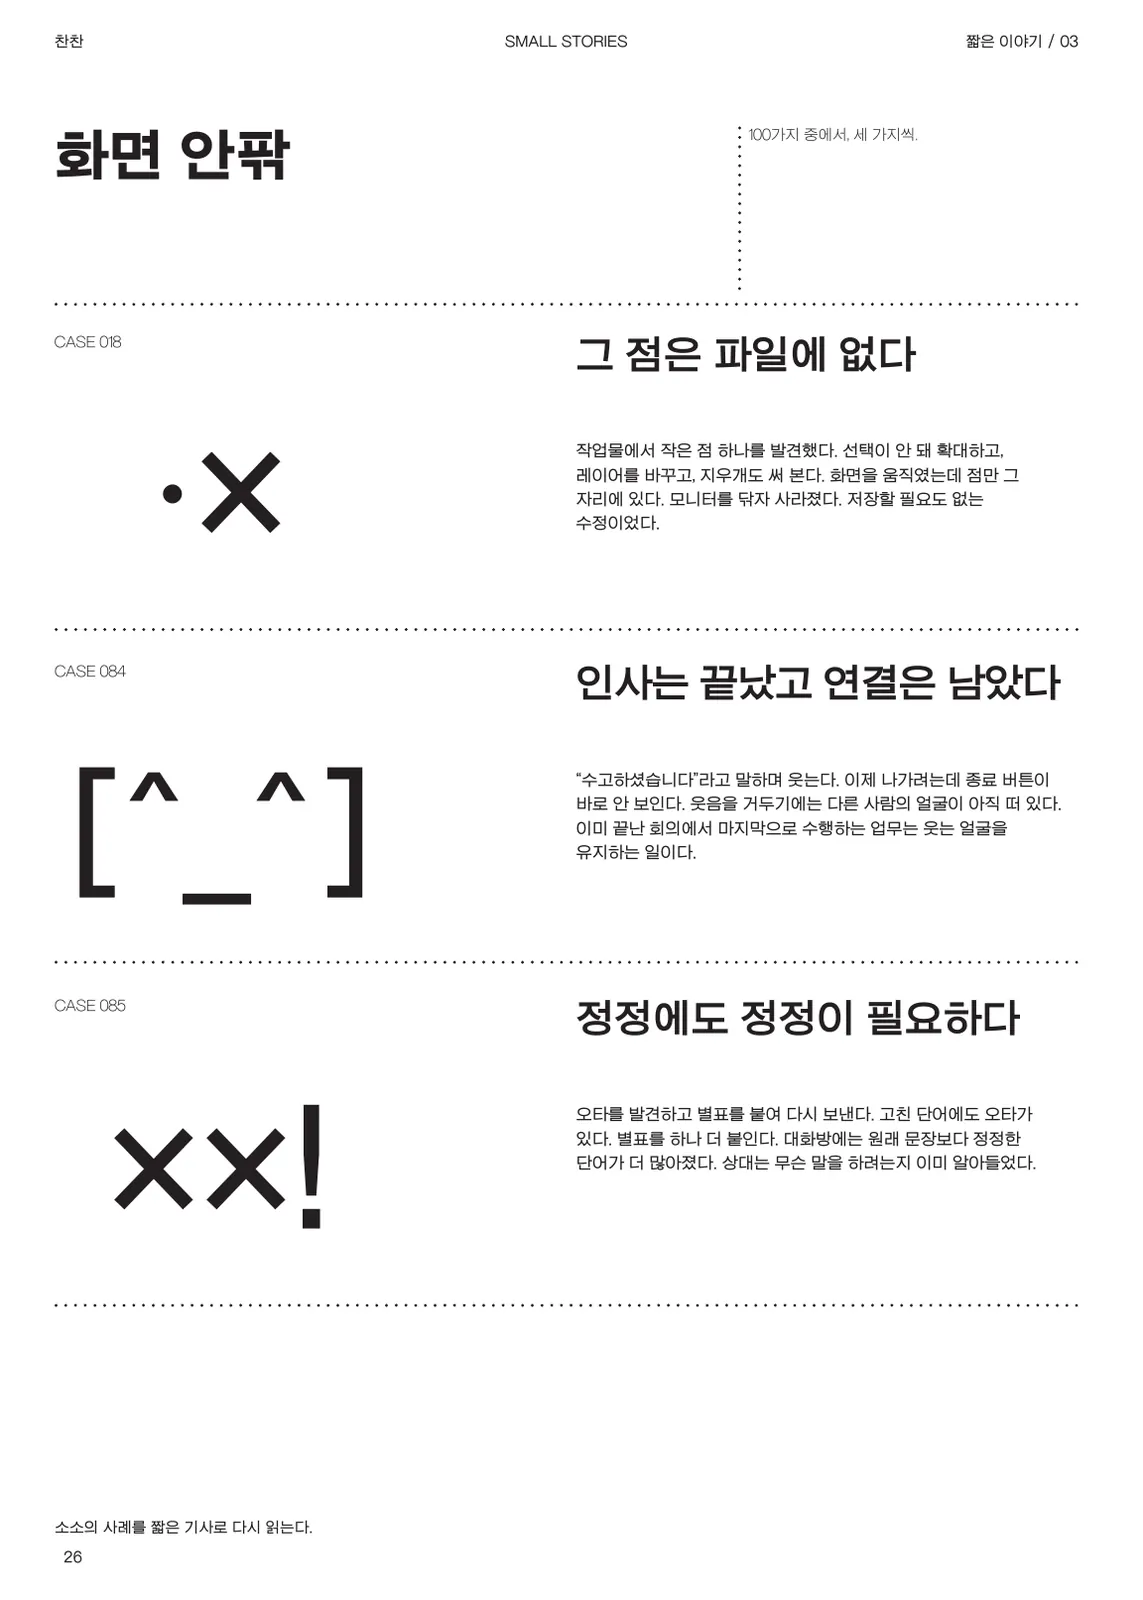 찬찬
SMALL STORIES
짧은 이야기 / 03
화면 안팎
100가지 중에서, 세 가지씩.
CASE 018
그 점은 파일에 없다
·×
작업물에서 작은 점 하나를 발견했다. 선택이 안 돼 확대하고,
레이어를 바꾸고, 지우개도 써 본다. 화면을 움직였는데 점만 그
자리에 있다. 모니터를 닦자 사라졌다. 저장할 필요도 없는
수정이었다.
CASE 084
인사는 끝났고 연결은 남았다
[^_^]
“수고하셨습니다”라고 말하며 웃는다. 이제 나가려는데 종료 버튼이
바로 안 보인다. 웃음을 거두기에는 다른 사람의 얼굴이 아직 떠 있다.
이미 끝난 회의에서 마지막으로 수행하는 업무는 웃는 얼굴을
유지하는 일이다.
CASE 085
정정에도 정정이 필요하다
××!
오타를 발견하고 별표를 붙여 다시 보낸다. 고친 단어에도 오타가
있다. 별표를 하나 더 붙인다. 대화방에는 원래 문장보다 정정한
단어가 더 많아졌다. 상대는 무슨 말을 하려는지 이미 알아들었다.
소소의 사례를 짧은 기사로 다시 읽는다.
26